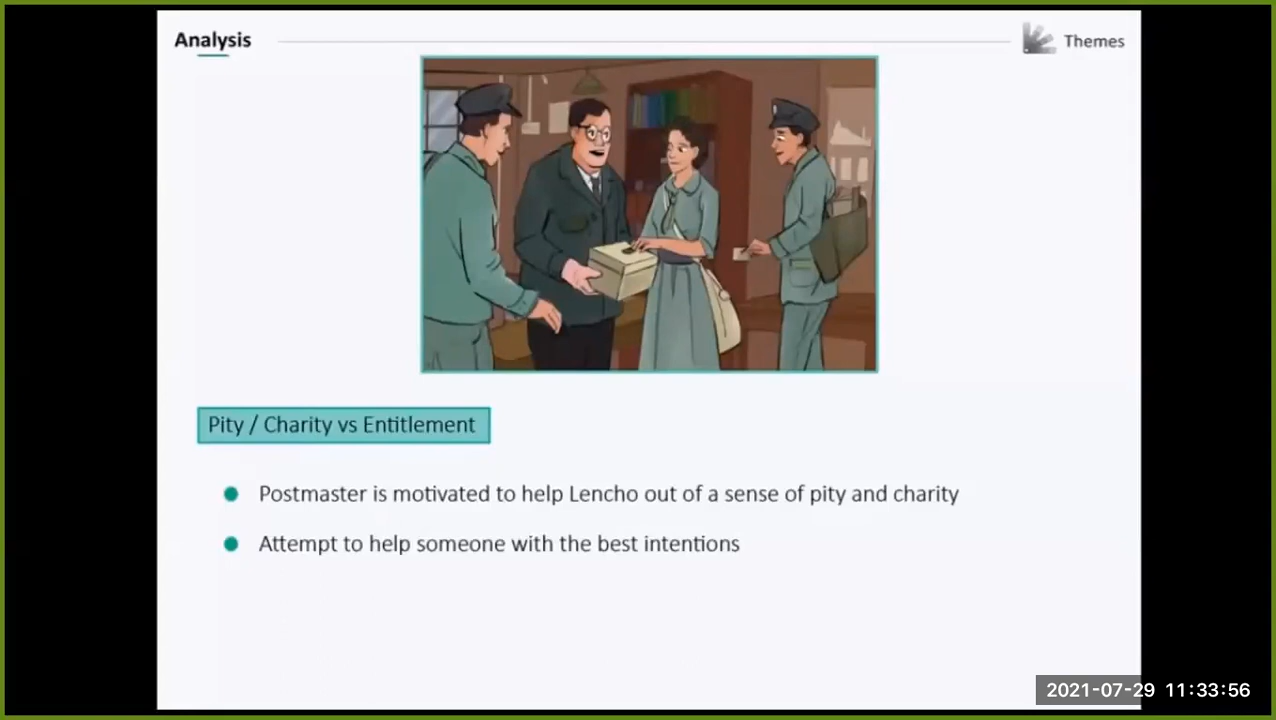 Analysis
Themes
Pity / Charity vs Entitlement
Postmaster is motivated to help Lencho out of a sense of pity and charity
Attempt to help someone with the best intentions
2021-07-29 11:33:56